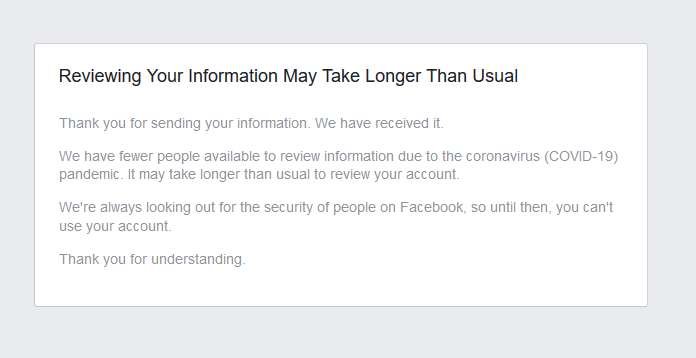 Reviewing Your Information May Take Longer Than Usual
Thank you for sending your information. We have received it.
We have fewer people available to review information due to the coronavirus (COVID-19)
pandemic. It may take longer than usual to review your account.
We're always looking out for the security of people on Facebook, so until then, you can't
use your account.
Thank you for understanding.